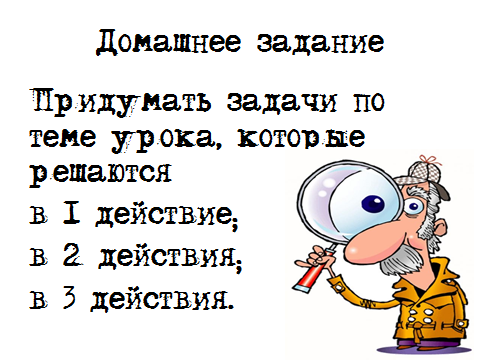 Домашнее задание
Придумать задачи по
теме урока, которые
решаются
в 1 действие;
в 2 действия;
в 3 действия.